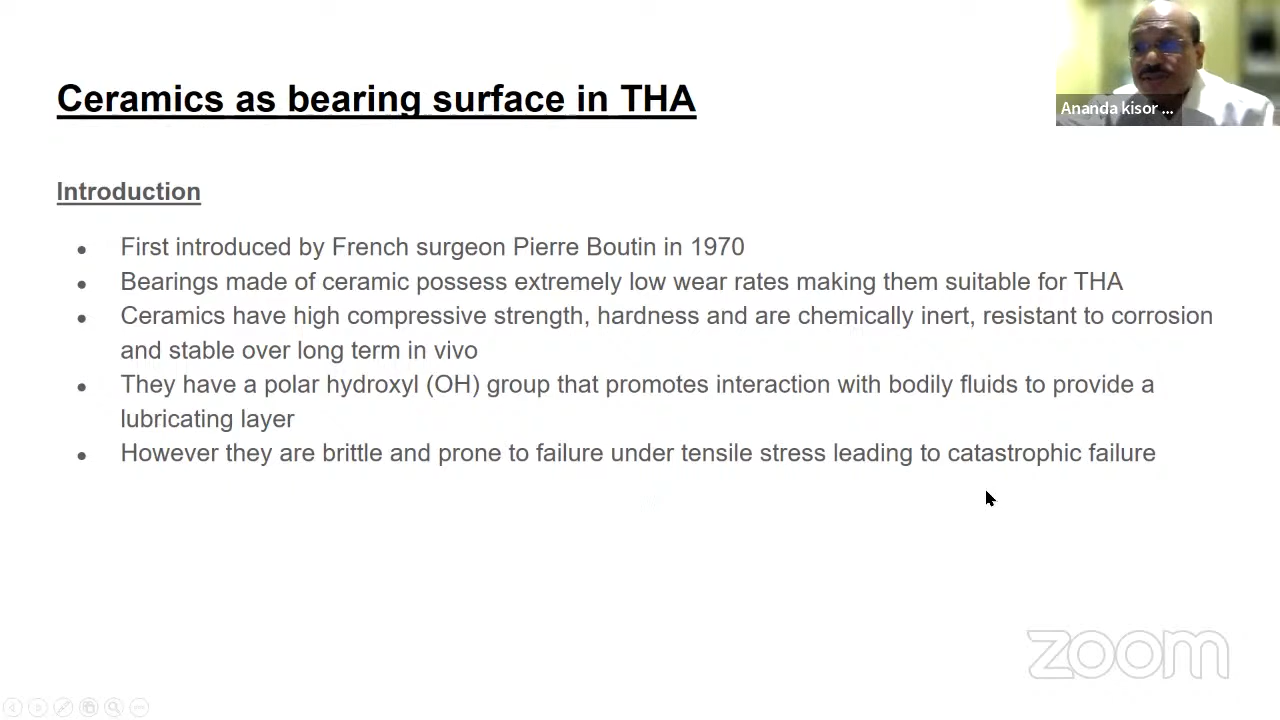 Ceramics as bearing surface in THA
Ananda kisor ...
Introduction
● First introduced by French surgeon Pierre Boutin in 1970
● Bearings made of ceramic possess extremely low wear rates making them suitable for THA
● Ceramics have high compressive strength, hardness and are chemically inert, resistant to corrosion
and stable over long term in vivo
● They have a polar hydroxyl (OH) group that promotes interaction with bodily fluids to provide a
lubricating layer
● However they are brittle and prone to failure under tensile stress leading to catastrophic failure
zoom